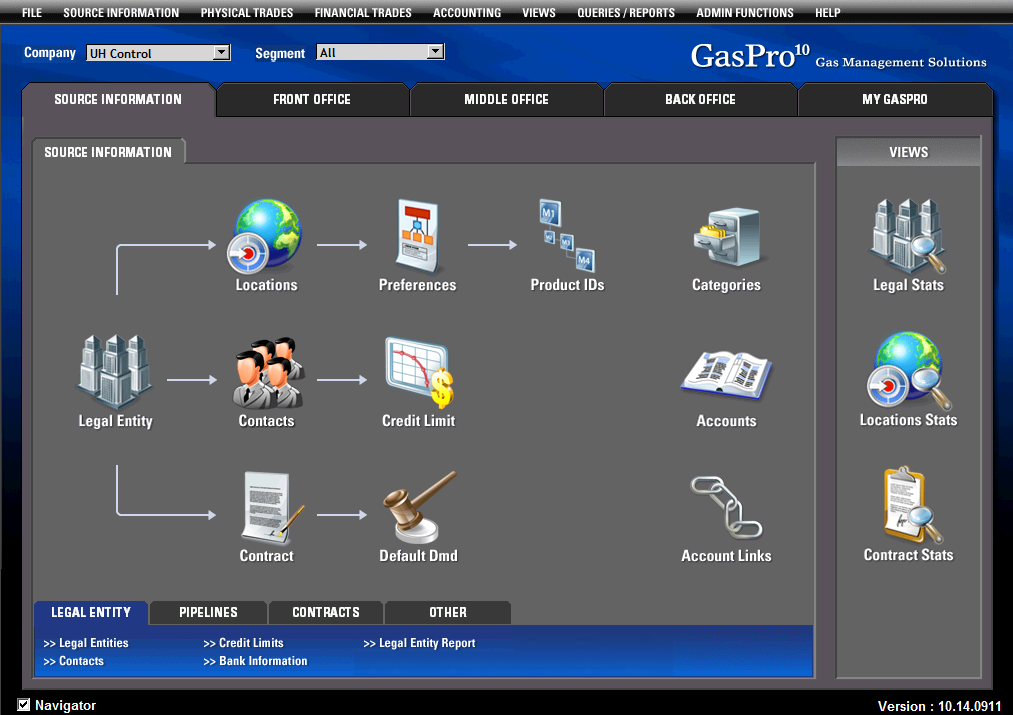 FILE SOURCE INFORMATION PHYSICAL TRADES FINANCIAL TRADES ACCOUNTING VIEWS QUERIES / REPORTS ADMIN FUNCTIONS HELP
Company UH Control Segment All GasPro10 Gas Management Solutions
SOURCE INFORMATION FRONT OFFICE MIDDLE OFFICE BACK OFFICE MY GASPRO
SOURCE INFORMATION VIEWS
M1
M3
M4
Locations Preferences Product IDs Categories Legal Stats
Legal Entity Contacts Credit Limit Accounts Locations Stats
Contract Default Dmd Account Links Contract Stats
LEGAL ENTITY PIPELINES CONTRACTS OTHER
>> Legal Entities >> Credit Limits >> Legal Entity Report
>> Contacts >> Bank Information
Navigator Version : 10.14.0911